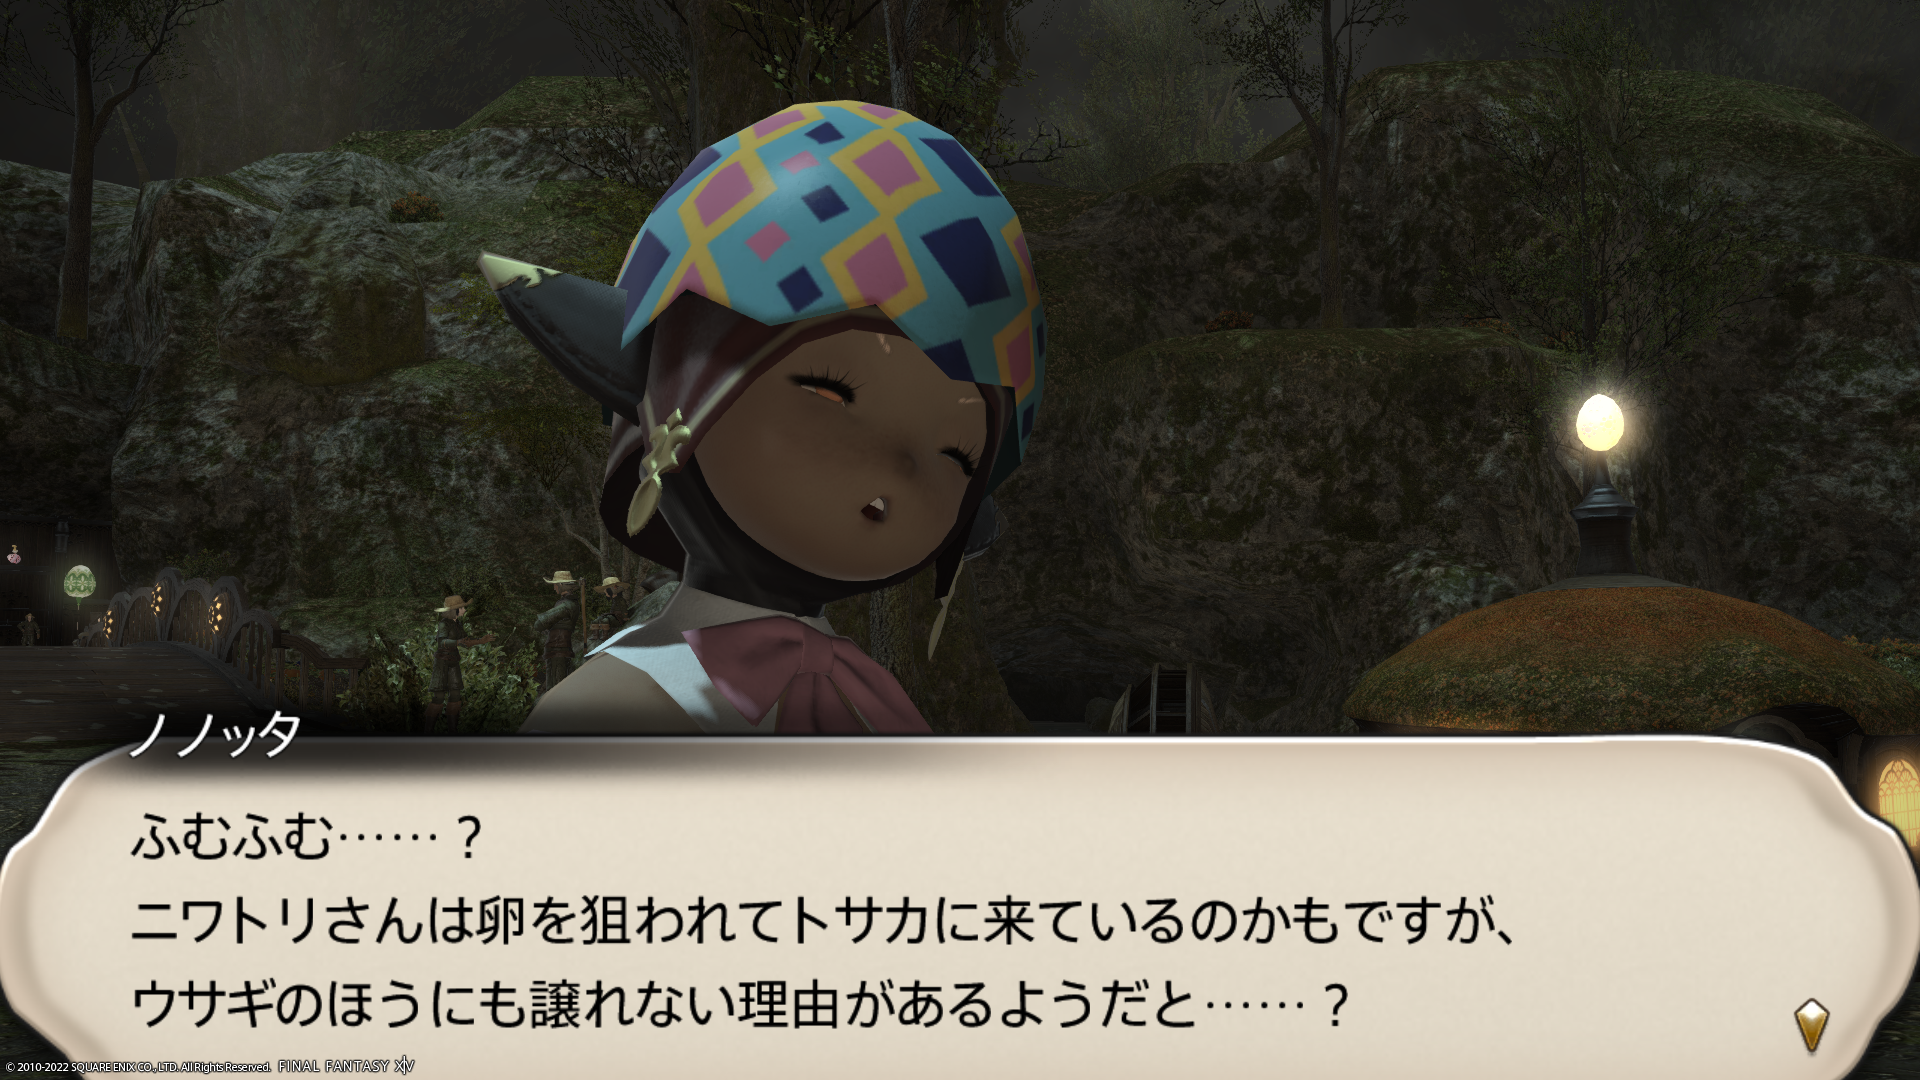 ノノッタ
ふむふむ……？
ニワトリさんは卵を狙われてトサカに来ているのかもですが、
ウサギのほうにも譲れない理由があるようだと……？
© 2010-2022 SQUARE ENIX CO., LTD. All Rights Reserved. FINAL FANTASY XIV